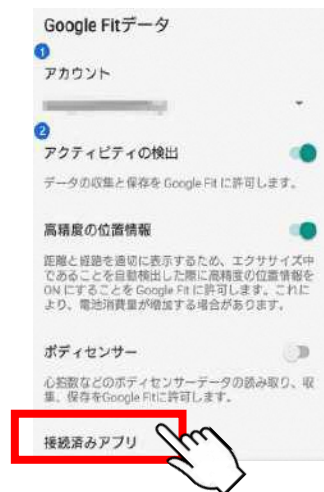 Google Fitデータ
1
アカウント
2
アクティビティの検出
データの収集と保存を Google Fit に許可します。
高精度の位置情報
距離と経路を適切に表示するため、エクササイズ中
であることを自動検出した際に高精度の位置情報を
ON にすることを Google Fit に許可します。これに
より、電池消費量が増加する場合があります。
ボディセンサー
心拍数などのボディセンサーデータの読み取り、収
集、保存をGoogle Fitに許可します。
接続済みアプリ